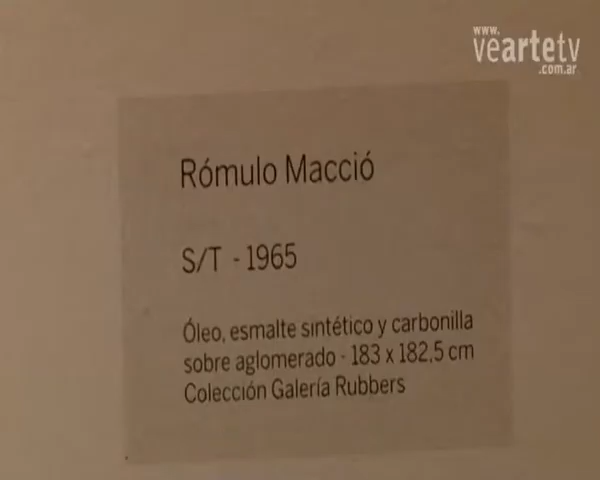 www.
veartetv
.com.ar
Rómulo Macció
S/T - 1965
Óleo, esmalte sintético y carbonilla
sobre aglomerado - 183 x 182,5 cm
Colección Galería Rubbers